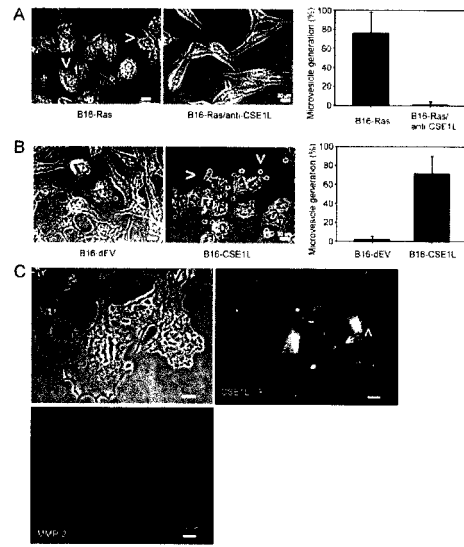 A
B16-Ras
B16-Ras/anti-CSE1L
Microvesicle generation (%)
100
80
60
40
20
0
B16-Ras
B16-Ras/
anti-CSE1L
B
B16-dEV
B16-CSE1L
Microvesicle generation (%)
100
80
60
40
20
0
B16-dEV
B16-CSE1L
C
CSE1L
MMP-2